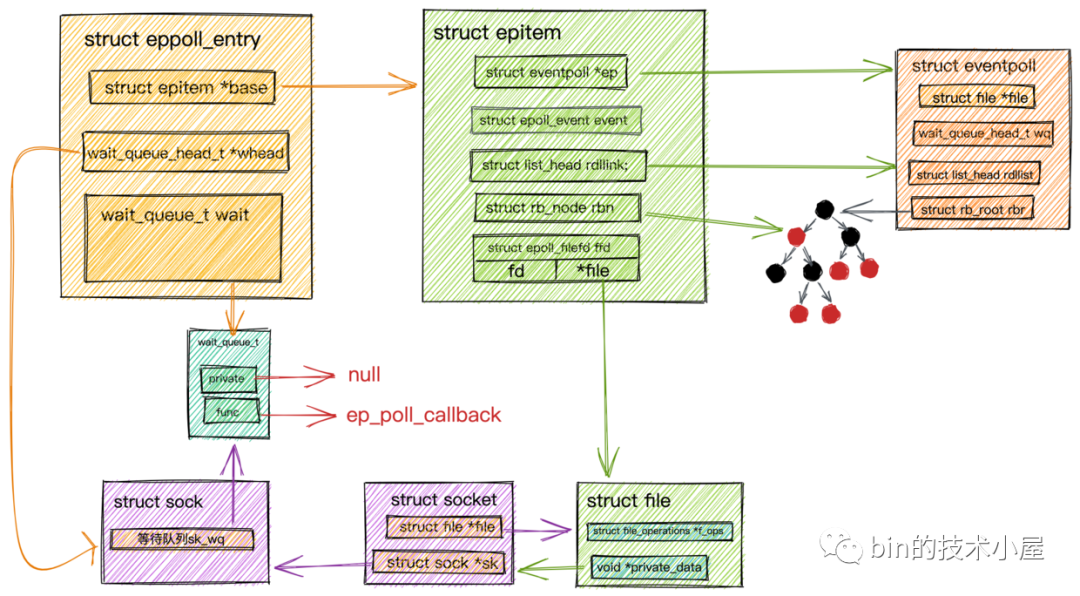 struct eppoll_entry
struct epitem *base
wait_queue_head_t *whead
wait_queue_t wait
struct epitem
struct eventpoll *ep
struct epoll_event event
struct list_head rdllink;
struct rb_node rbn
struct epoll_filefd ffd
fd
*file
struct eventpoll
struct file *file
wait_queue_head_t wq
struct list_head rdllist
struct rb_root rbr
wait_queue_t
private
null
func
ep_poll_callback
struct sock
等待队列sk_wq
struct socket
struct file *file
struct sock *sk
struct file
struct file_operations *f_ops
void *private_data
bin的技术小屋